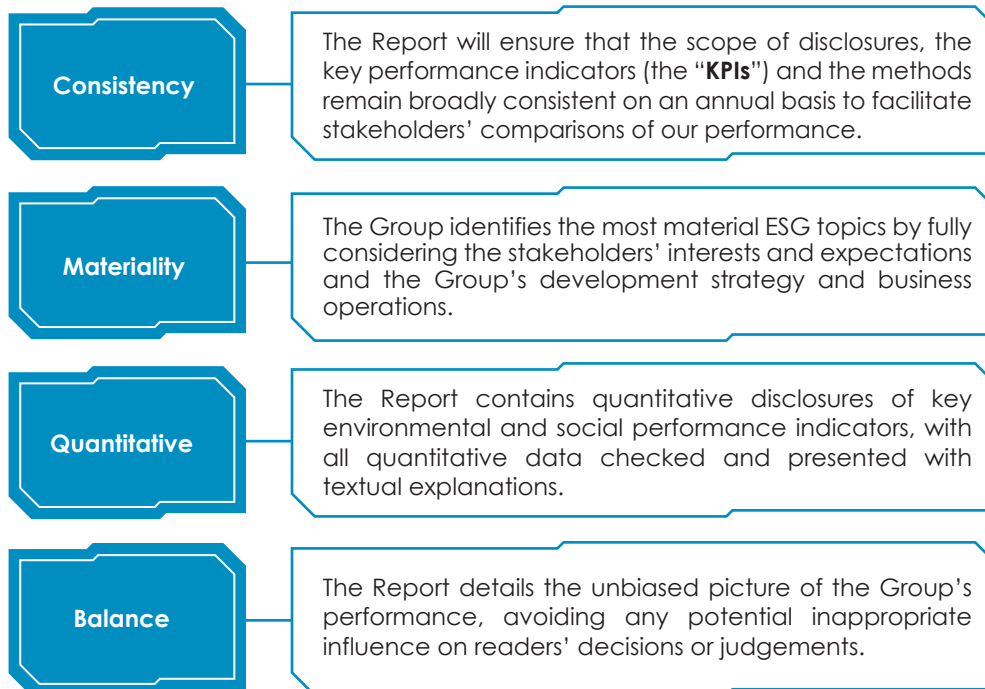 Consistency
The Report will ensure that the scope of disclosures, the
key performance indicators (the “KPIs”) and the methods
remain broadly consistent on an annual basis to facilitate
stakeholders’ comparisons of our performance.
Materiality
The Group identifies the most material ESG topics by fully
considering the stakeholders’ interests and expectations
and the Group’s development strategy and business
operations.
Quantitative
The Report contains quantitative disclosures of key
environmental and social performance indicators, with
all quantitative data checked and presented with
textual explanations.
Balance
The Report details the unbiased picture of the Group’s
performance, avoiding any potential inappropriate
influence on readers’ decisions or judgements.